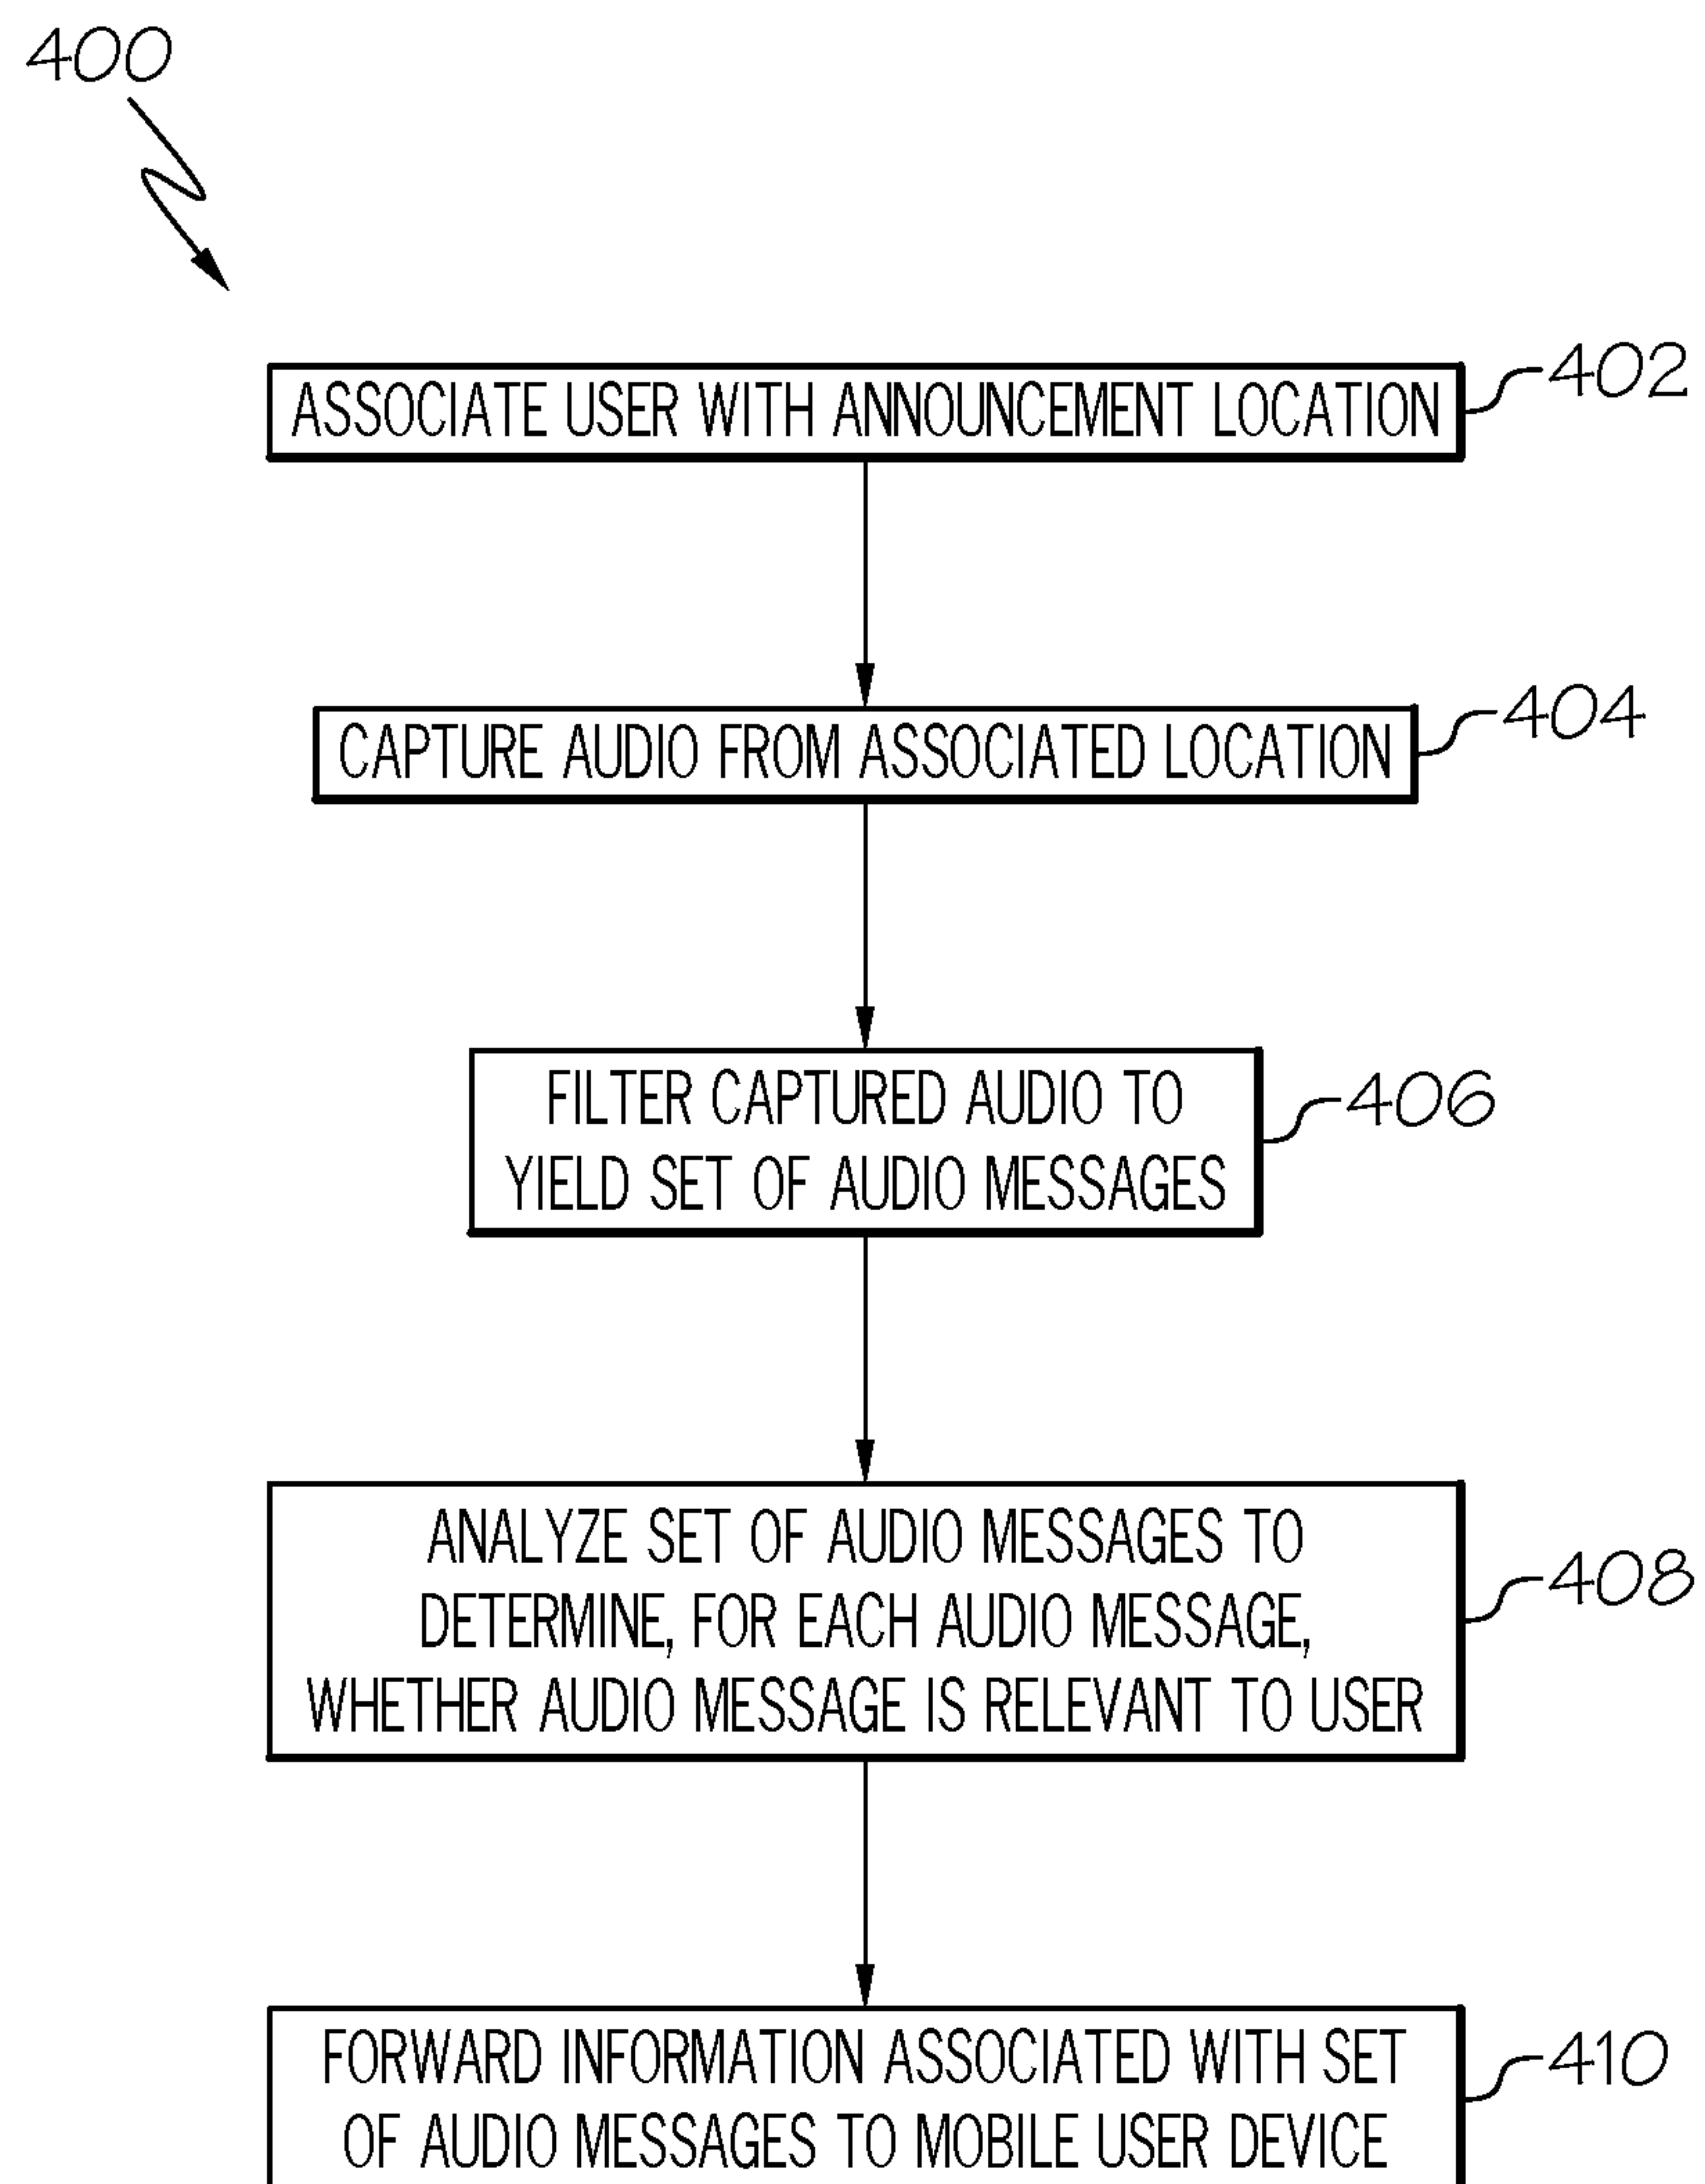 400
ASSOCIATE USER WITH ANNOUNCEMENT LOCATION
402
CAPTURE AUDIO FROM ASSOCIATED LOCATION
404
FILTER CAPTURED AUDIO TO
YIELD SET OF AUDIO MESSAGES
406
ANALYZE SET OF AUDIO MESSAGES TO
DETERMINE, FOR EACH AUDIO MESSAGE,
WHETHER AUDIO MESSAGE IS RELEVANT TO USER
408
FORWARD INFORMATION ASSOCIATED WITH SET
OF AUDIO MESSAGES TO MOBILE USER DEVICE
410